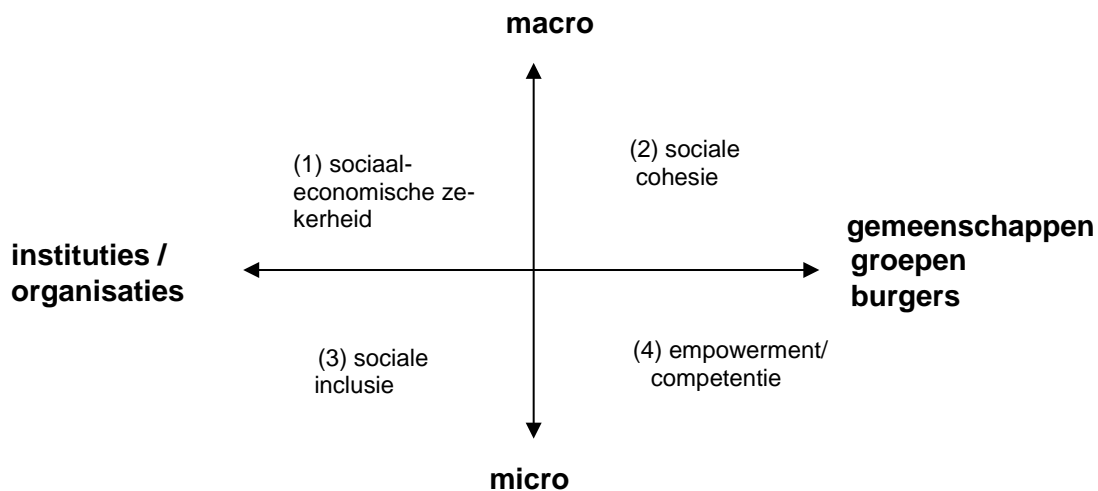 macro
(1) sociaal-
economische ze-
kerheid
(2) sociale
cohesie
instituties /
organisaties
gemeenschappen
groepen
burgers
(3) sociale
inclusie
(4) empowerment/
competentie
micro